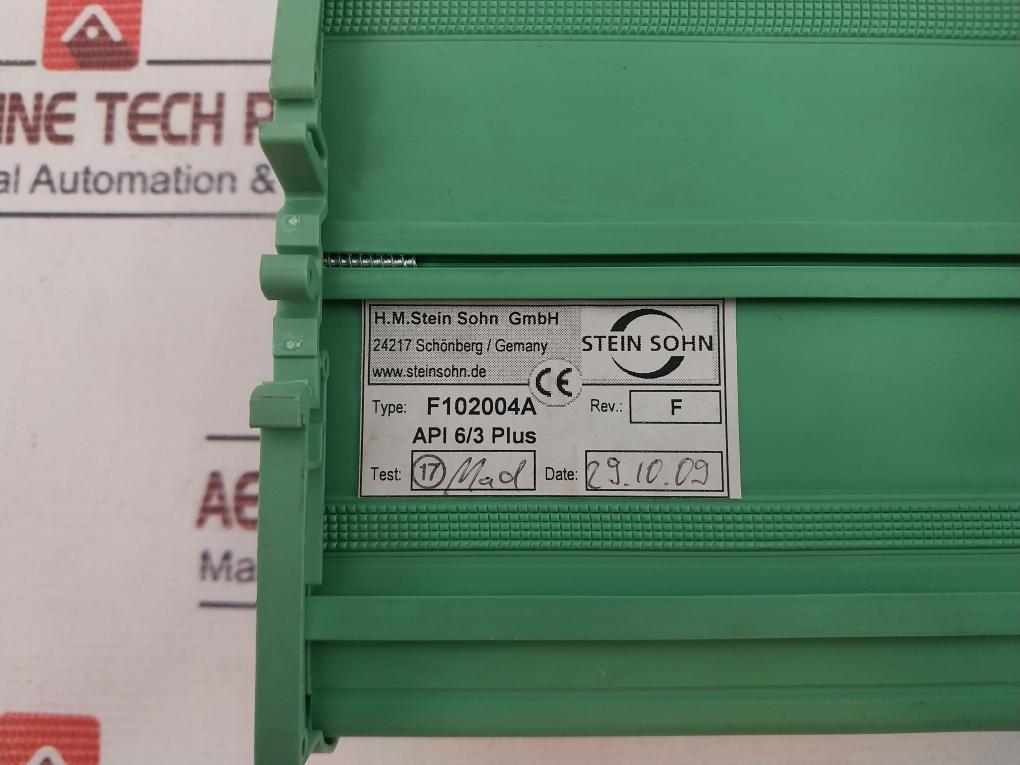 INE TECH
al Automation &
H.M.Stein Sohn GmbH
24217 Schönberg / Gemany
www.steinsohn.de
STEIN SOHN
CE
Type: F102004A
Rev.: F
API 6/3 Plus
Test: 17 Mad
Date: 29.10.09
AE
Ma